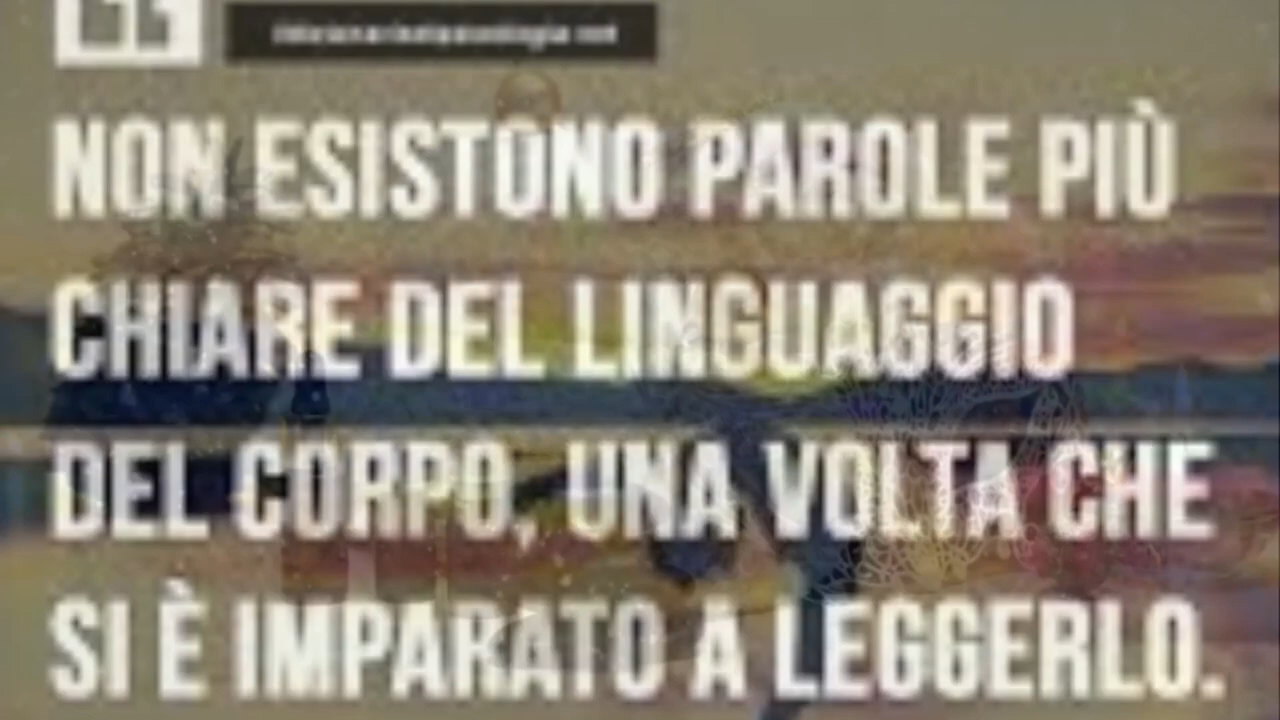 NON ESISTONO PAROLE PIÙ
CHIARE DEL LINGUAGGIO
DEL CORPO, UNA VOLTA CHE
SI È IMPARATO A LEGGERLO.